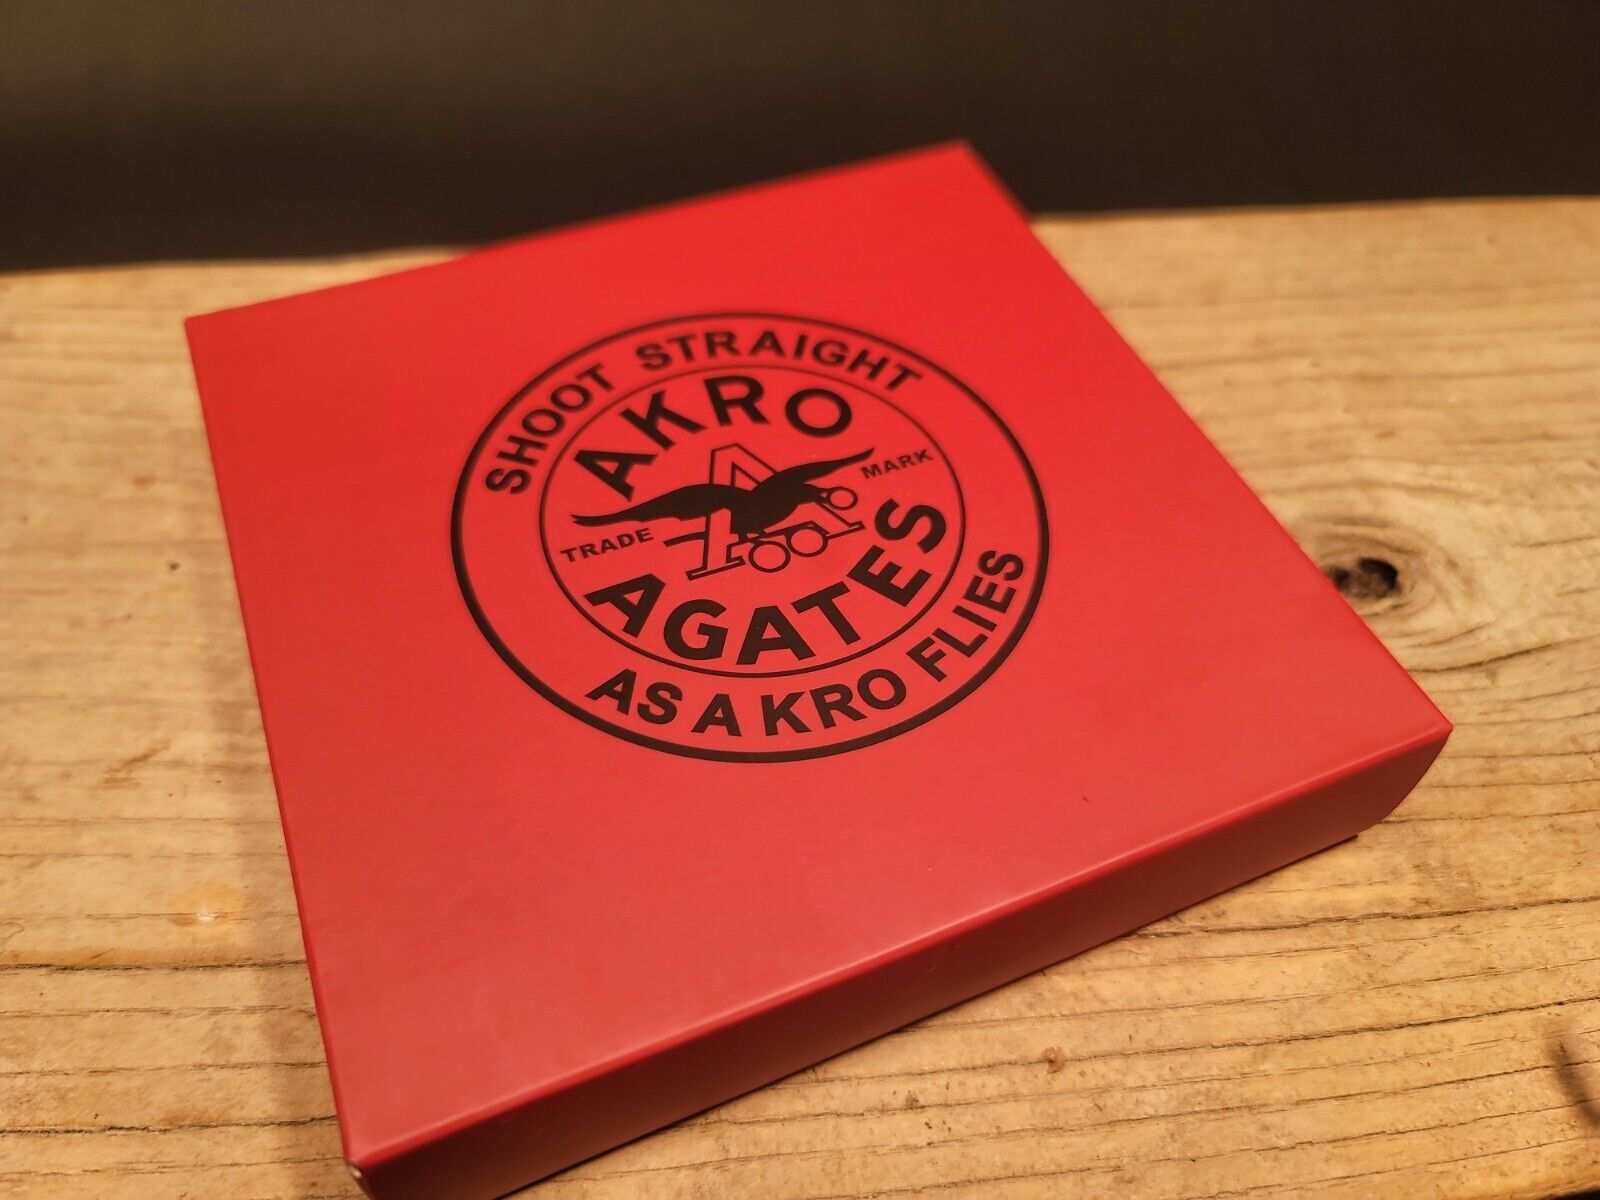 SHOOT STRAIGHT
AKRO
TRADE MARK
A
AGATES
AS A KRO FLIES